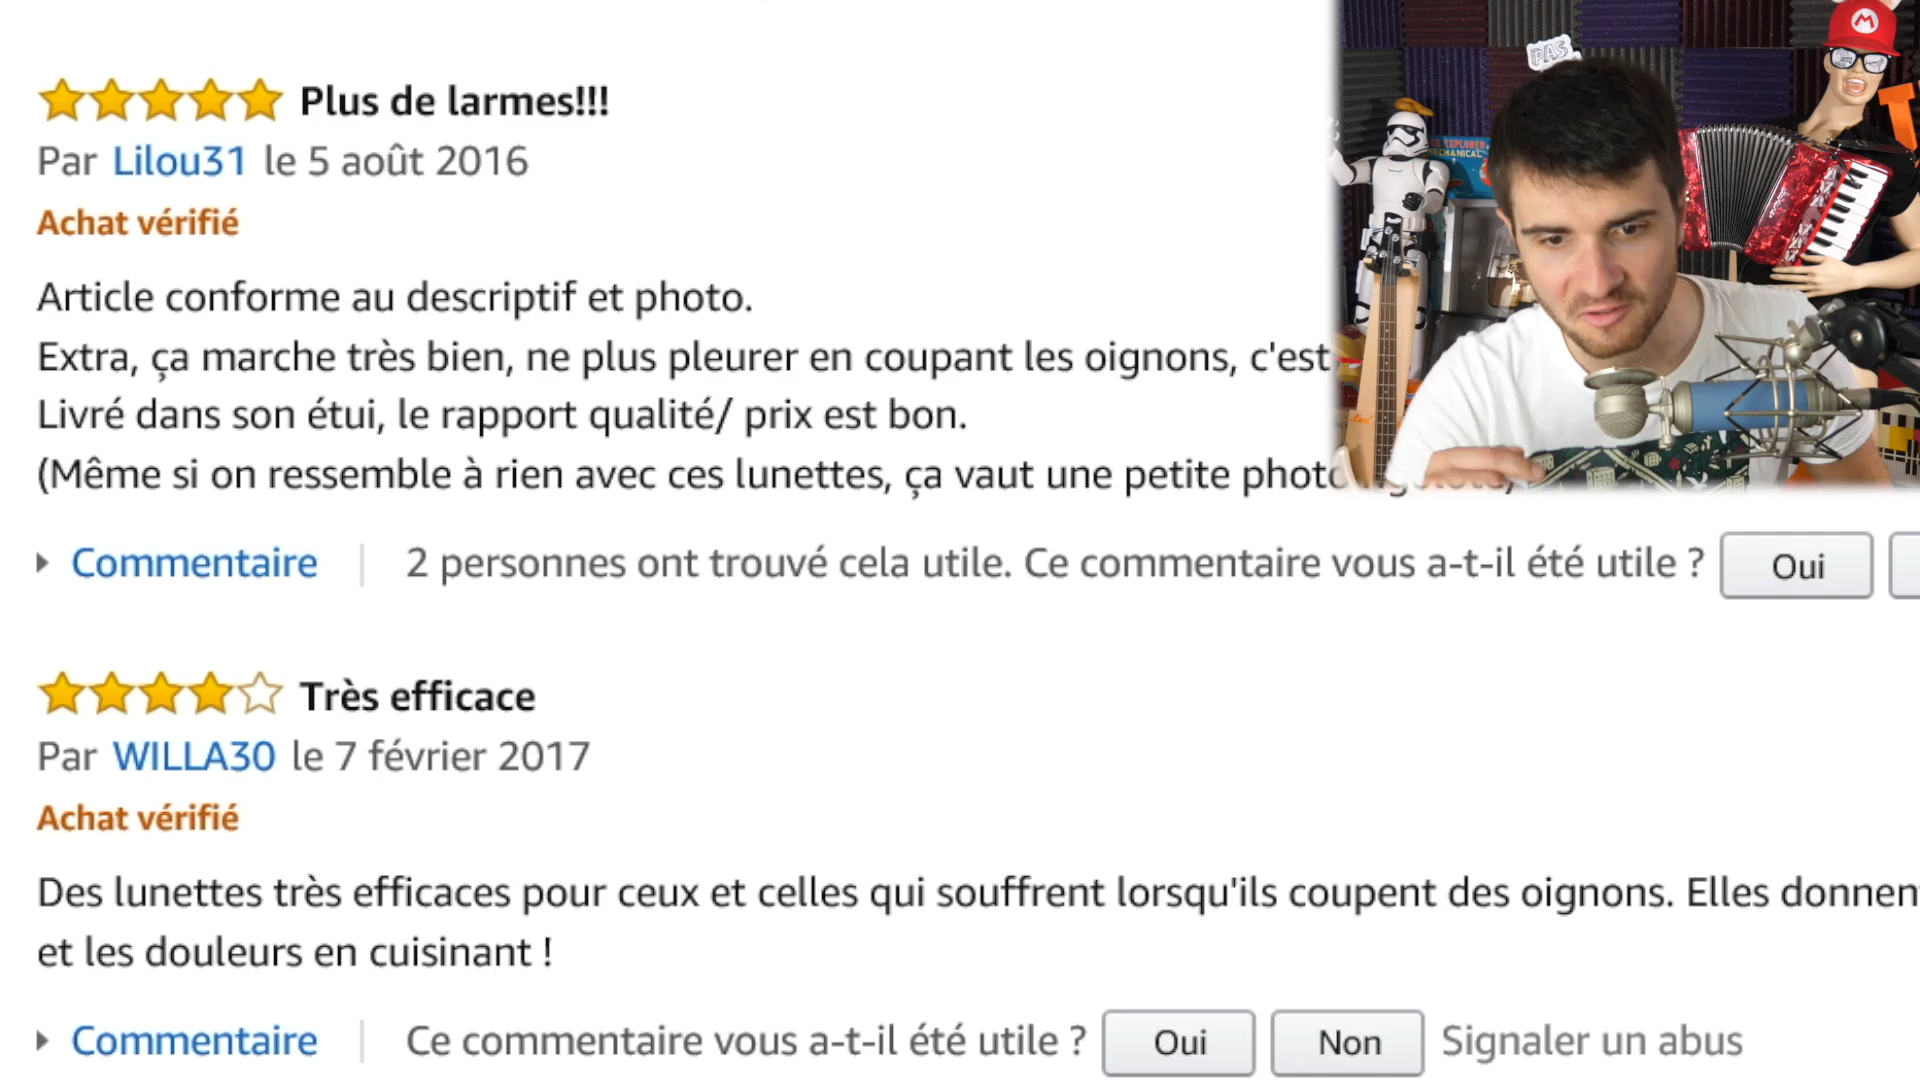 Plus de larmes!!!
Par Lilou31 le 5 août 2016
Achat vérifié
Article conforme au descriptif et photo.
Extra, ça marche très bien, ne plus pleurer en coupant les oignons, c'est
Livré dans son étui, le rapport qualité/ prix est bon.
(Même si on ressemble à rien avec ces lunettes, ça vaut une petite photo
Commentaire
2 personnes ont trouvé cela utile. Ce commentaire vous a-t-il été utile ?
Oui
Très efficace
Par WILLA30 le 7 février 2017
Achat vérifié
Des lunettes très efficaces pour ceux et celles qui souffrent lorsqu'ils coupent des oignons. Elles donnen
et les douleurs en cuisinant !
Commentaire
Ce commentaire vous a-t-il été utile ?
Oui
Non
Signaler un abus
PAS
M
MECHANICAL